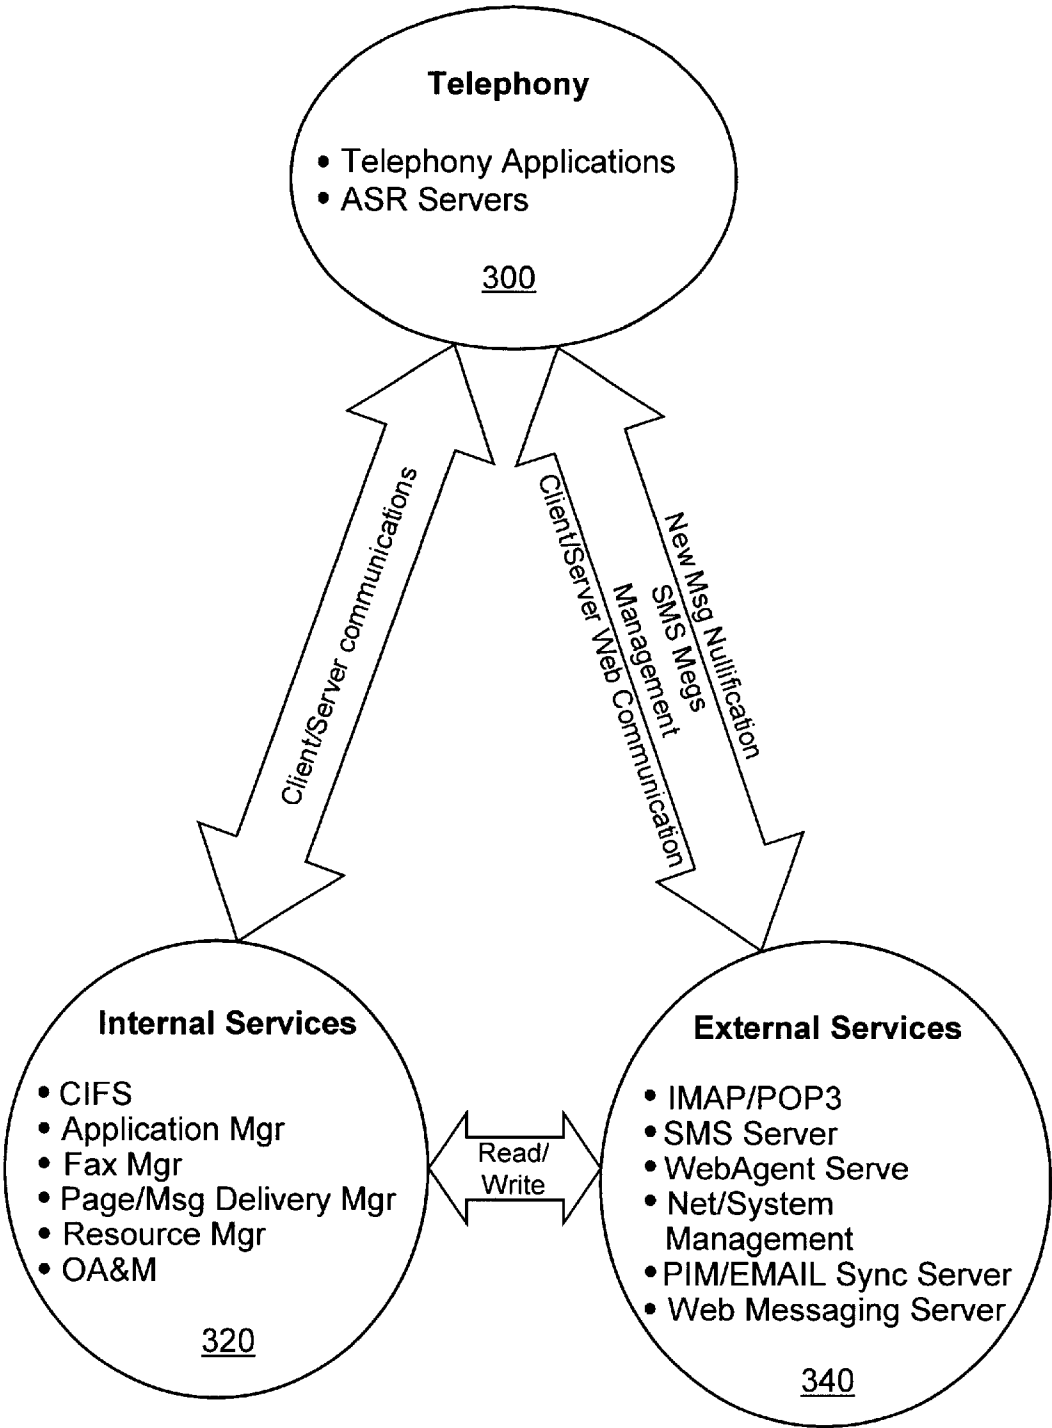 Telephony
• Telephony Applications
• ASR Servers
300
Client/Server communications
New Msg Nullification
SMS Megs
Management
Client/Server Web Communication
Internal Services
• CIFS
• Application Mgr
• Fax Mgr
• Page/Msg Delivery Mgr
• Resource Mgr
• OA&M
320
Read/
Write
External Services
• IMAP/POP3
• SMS Server
• WebAgent Serve
• Net/System
Management
• PIM/EMAIL Sync Server
• Web Messaging Server
340